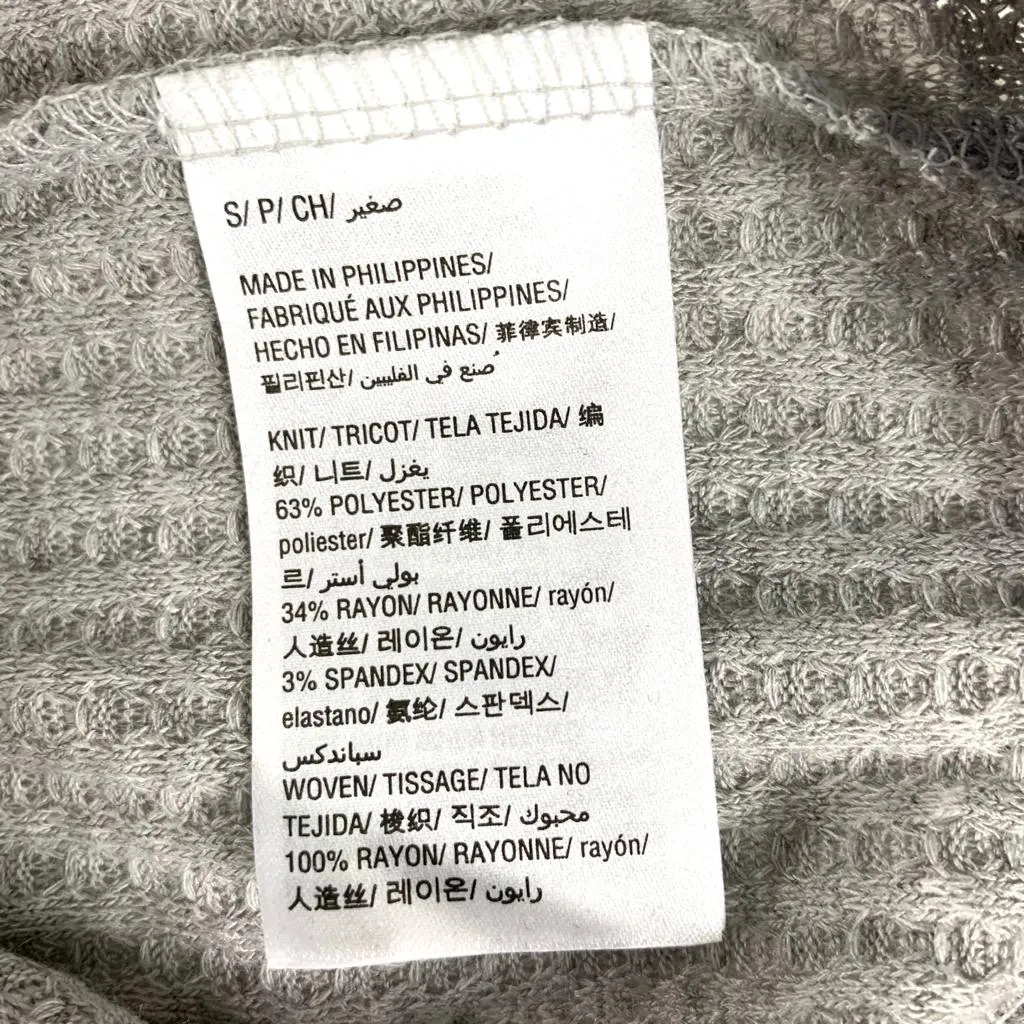 S/ P/ CH/ صغير
MADE IN PHILIPPINES/
FABRIQUÉ AUX PHILIPPINES/
HECHO EN FILIPINAS/ 菲律宾制造/
필리핀산/ صُنع في الفليبين
KNIT/ TRICOT/ TELA TEJIDA/ 编
织/ 니트/ يغزل
63% POLYESTER/ POLYESTER/
poliester/ 聚酯纤维/ 폴리에스테
르/ بولي أستر
34% RAYON/ RAYONNE/ rayón/
人造丝/ 레이온/ رايون
3% SPANDEX/ SPANDEX/
elastano/ 氨纶/ 스판덱스/
سباندكس
WOVEN/ TISSAGE/ TELA NO
TEJIDA/ 梭织/ 직조/ محبوك
100% RAYON/ RAYONNE/ rayón/
人造丝/ 레이온/ رايون